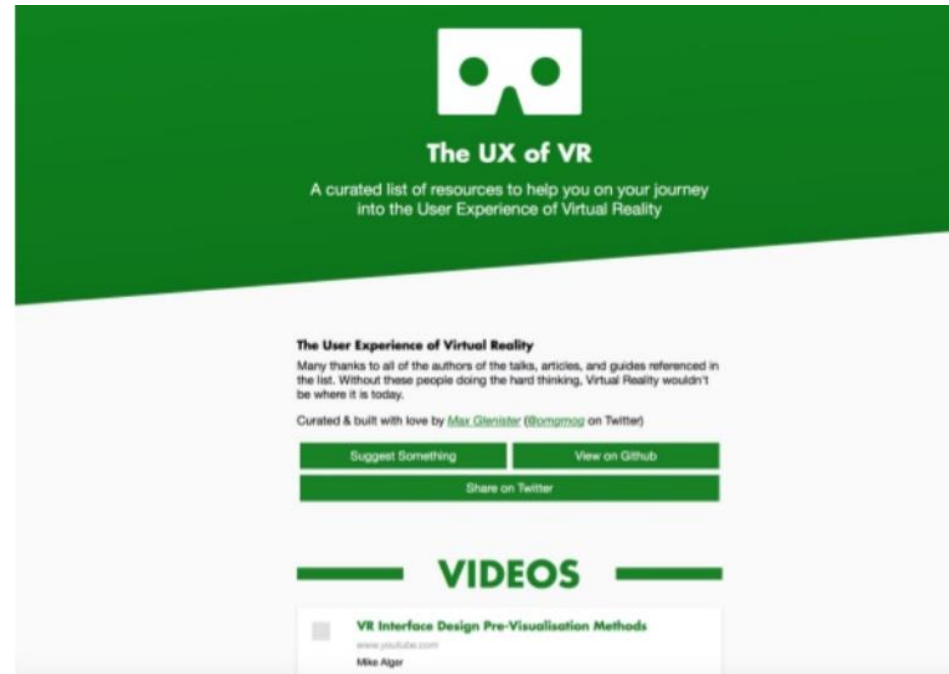 The UX of VR
A curated list of resources to help you on your journey
into the User Experience of Virtual Reality
The User Experience of Virtual Reality
Many thanks to all of the authors of the talks, articles, and guides referenced in
the list. Without these people doing the hard thinking, Virtual Reality wouldn't
be where it is today.
Curated & built with love by Max Glenister (@omgmog on Twitter)
Suggest Something
View on Github
Share on Twitter
VIDEOS
VR Interface Design Pre-Visualisation Methods
www.youtube.com
Mike Alger